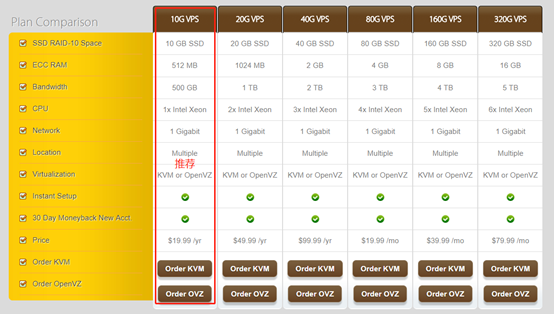 Plan Comparison 10G VPS 20G VPS 40G VPS 80G VPS 160G VPS 320G VPS
SSD RAID-10 Space 10 GB SSD 20 GB SSD 40 GB SSD 80 GB SSD 160 GB SSD 320 GB SSD
ECC RAM 512 MB 1024 MB 2 GB 4 GB 8 GB 16 GB
Bandwidth 500 GB 1 TB 2 TB 3 TB 4 TB 5 TB
CPU 1x Intel Xeon 2x Intel Xeon 3x Intel Xeon 4x Intel Xeon 5x Intel Xeon 6x Intel Xeon
Network 1 Gigabit 1 Gigabit 1 Gigabit 1 Gigabit 1 Gigabit 1 Gigabit
Location Multiple Multiple Multiple Multiple Multiple Multiple
推荐
Virtualization KVM or OpenVZ KVM or OpenVZ KVM or OpenVZ KVM or OpenVZ KVM or OpenVZ KVM or OpenVZ
Instant Setup
30 Day Moneyback New Acct.
Price $19.99 /yr $49.99 /yr $99.99 /yr $19.99 /mo $39.99 /mo $79.99 /mo
Order KVM Order KVM Order KVM Order KVM Order KVM Order KVM Order KVM
Order OpenVZ Order OVZ Order OVZ Order OVZ Order OVZ Order OVZ Order OVZ